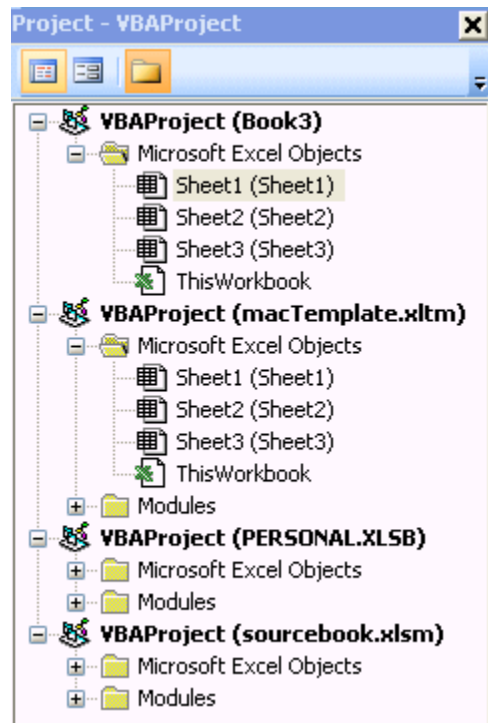 Project - VBAProject
VBAProject (Book3)
Microsoft Excel Objects
Sheet1 (Sheet1)
Sheet2 (Sheet2)
Sheet3 (Sheet3)
ThisWorkbook
VBAProject (macTemplate.xltm)
Microsoft Excel Objects
Sheet1 (Sheet1)
Sheet2 (Sheet2)
Sheet3 (Sheet3)
ThisWorkbook
Modules
VBAProject (PERSONAL.XLSB)
Microsoft Excel Objects
Modules
VBAProject (sourcebook.xlsm)
Microsoft Excel Objects
Modules